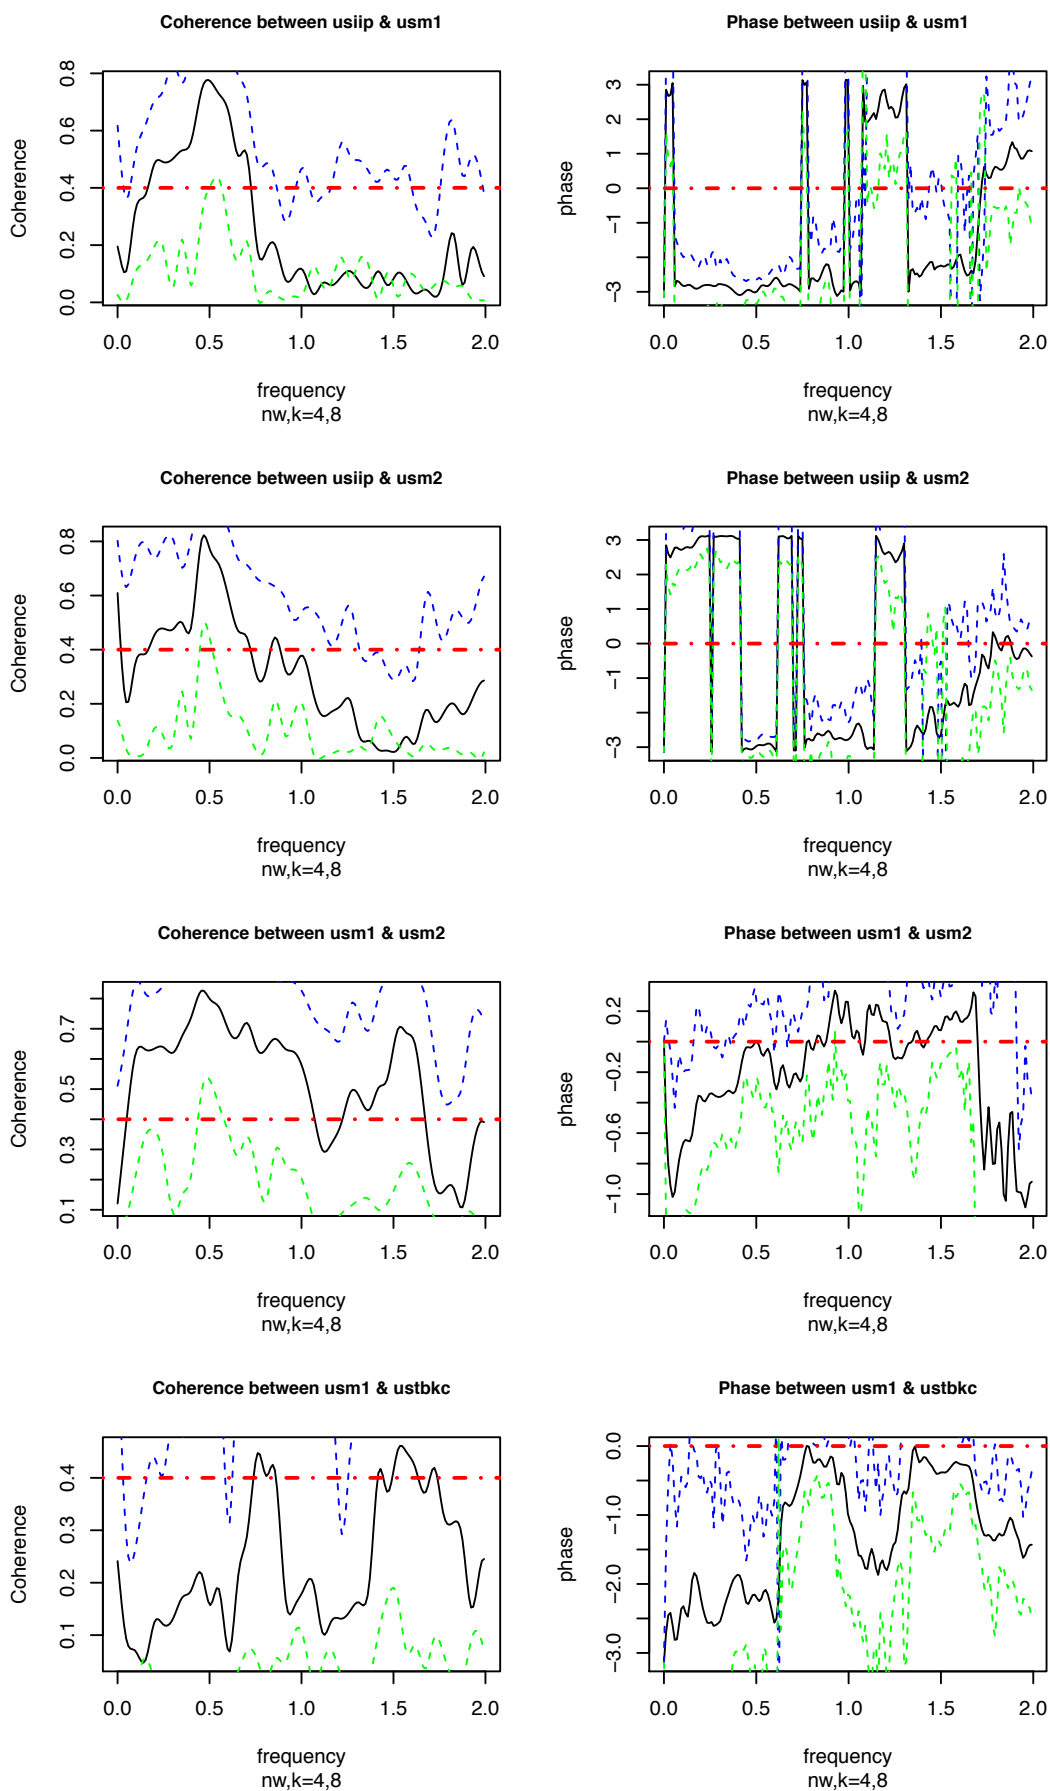 Coherence between usiip & usm1
Coherence
0.0 0.2 0.4 0.6 0.8
0.0 0.5 1.0 1.5 2.0
frequency
nw,k=4,8
Phase between usiip & usm1
phase
−3 −1 0 1 2 3
0.0 0.5 1.0 1.5 2.0
frequency
nw,k=4,8
Coherence between usiip & usm2
Coherence
0.0 0.2 0.4 0.6 0.8
0.0 0.5 1.0 1.5 2.0
frequency
nw,k=4,8
Phase between usiip & usm2
phase
−3 −1 0 1 2 3
0.0 0.5 1.0 1.5 2.0
frequency
nw,k=4,8
Coherence between usm1 & usm2
Coherence
0.1 0.3 0.5 0.7
0.0 0.5 1.0 1.5 2.0
frequency
nw,k=4,8
Phase between usm1 & usm2
phase
−1.0 −0.6 −0.2 0.2
0.0 0.5 1.0 1.5 2.0
frequency
nw,k=4,8
Coherence between usm1 & ustbkc
Coherence
0.1 0.2 0.3 0.4
0.0 0.5 1.0 1.5 2.0
frequency
nw,k=4,8
Phase between usm1 & ustbkc
phase
−3.0 −2.0 −1.0 0.0
0.0 0.5 1.0 1.5 2.0
frequency
nw,k=4,8